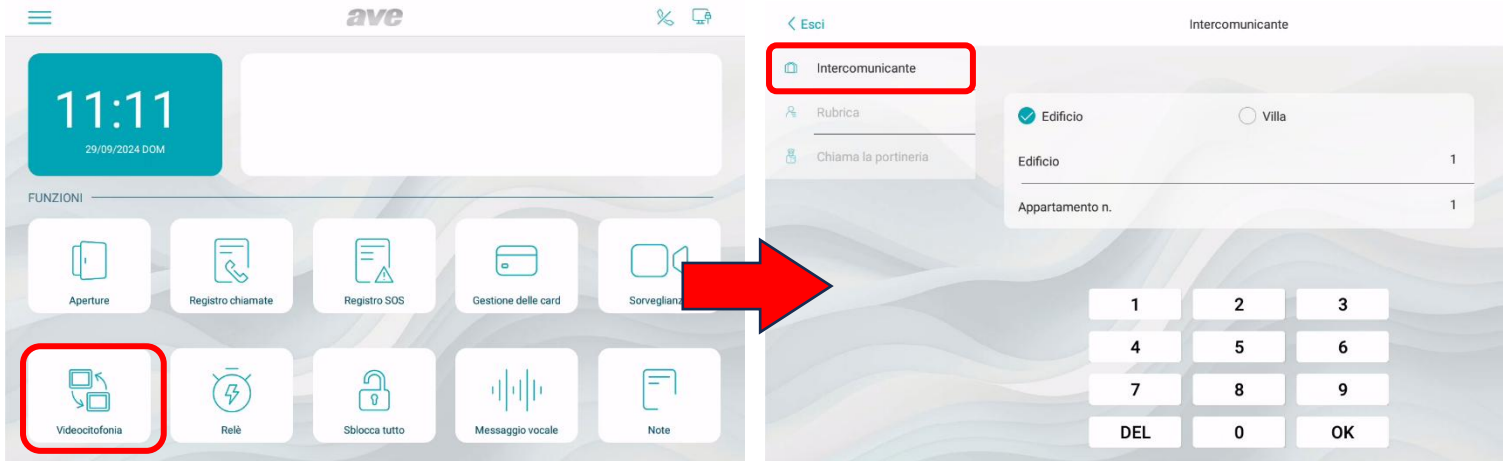 ave
11:11
29/09/2024 DOM
FUNZIONI
Aperture
Registro chiamate
Registro SOS
Gestione delle card
Videocitofonia
Relè
Sblocca tutto
Messaggio vocale
Note
Esci
Intercomunicante
Intercomunicante
Rubrica
Chiama la portineria
Edificio
Villa
Edificio
1
Appartamento n.
1
1 2 3
4 5 6
7 8 9
DEL 0 OK